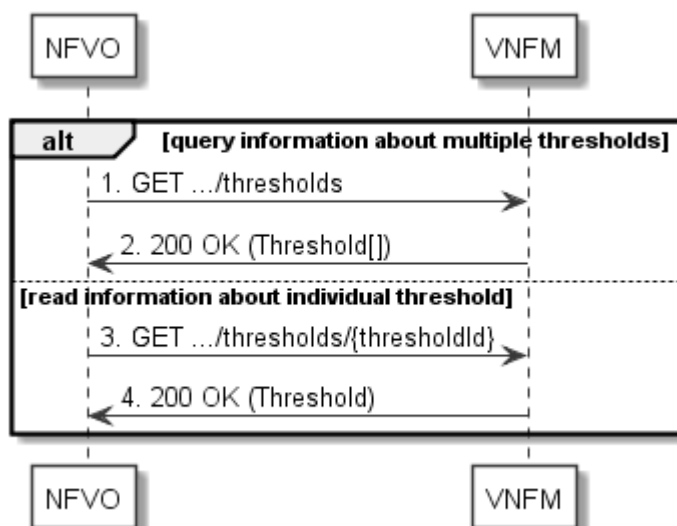 NFVO VNFM
alt [query information about multiple thresholds]
1. GET .../thresholds
2. 200 OK (Threshold[])
[read information about individual threshold]
3. GET .../thresholds/{thresholdId}
4. 200 OK (Threshold)
NFVO VNFM